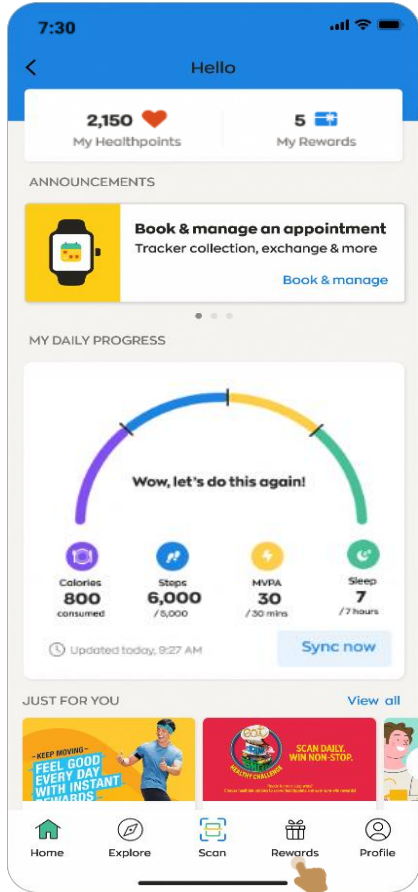 7:30
Hello
2,150
My Healthpoints
5
My Rewards
ANNOUNCEMENTS
Book & manage an appointment
Tracker collection, exchange & more
Book & manage
MY DAILY PROGRESS
Wow, let's do this again!
Calories
800
consumed
Steps
6,000
/5,000
MVPA
30
/30 mins
Sleep
7
/7 hours
Updated today, 9:27 AM
Sync now
JUST FOR YOU
View all
- KEEP MOVING -
FEEL GOOD
EVERY DAY
WITH INSTANT
REWARDS
HEALTHY CHALLENGE
SCAN DAILY.
WIN NON-STOP.
Home
Explore
Scan
Rewards
Profile